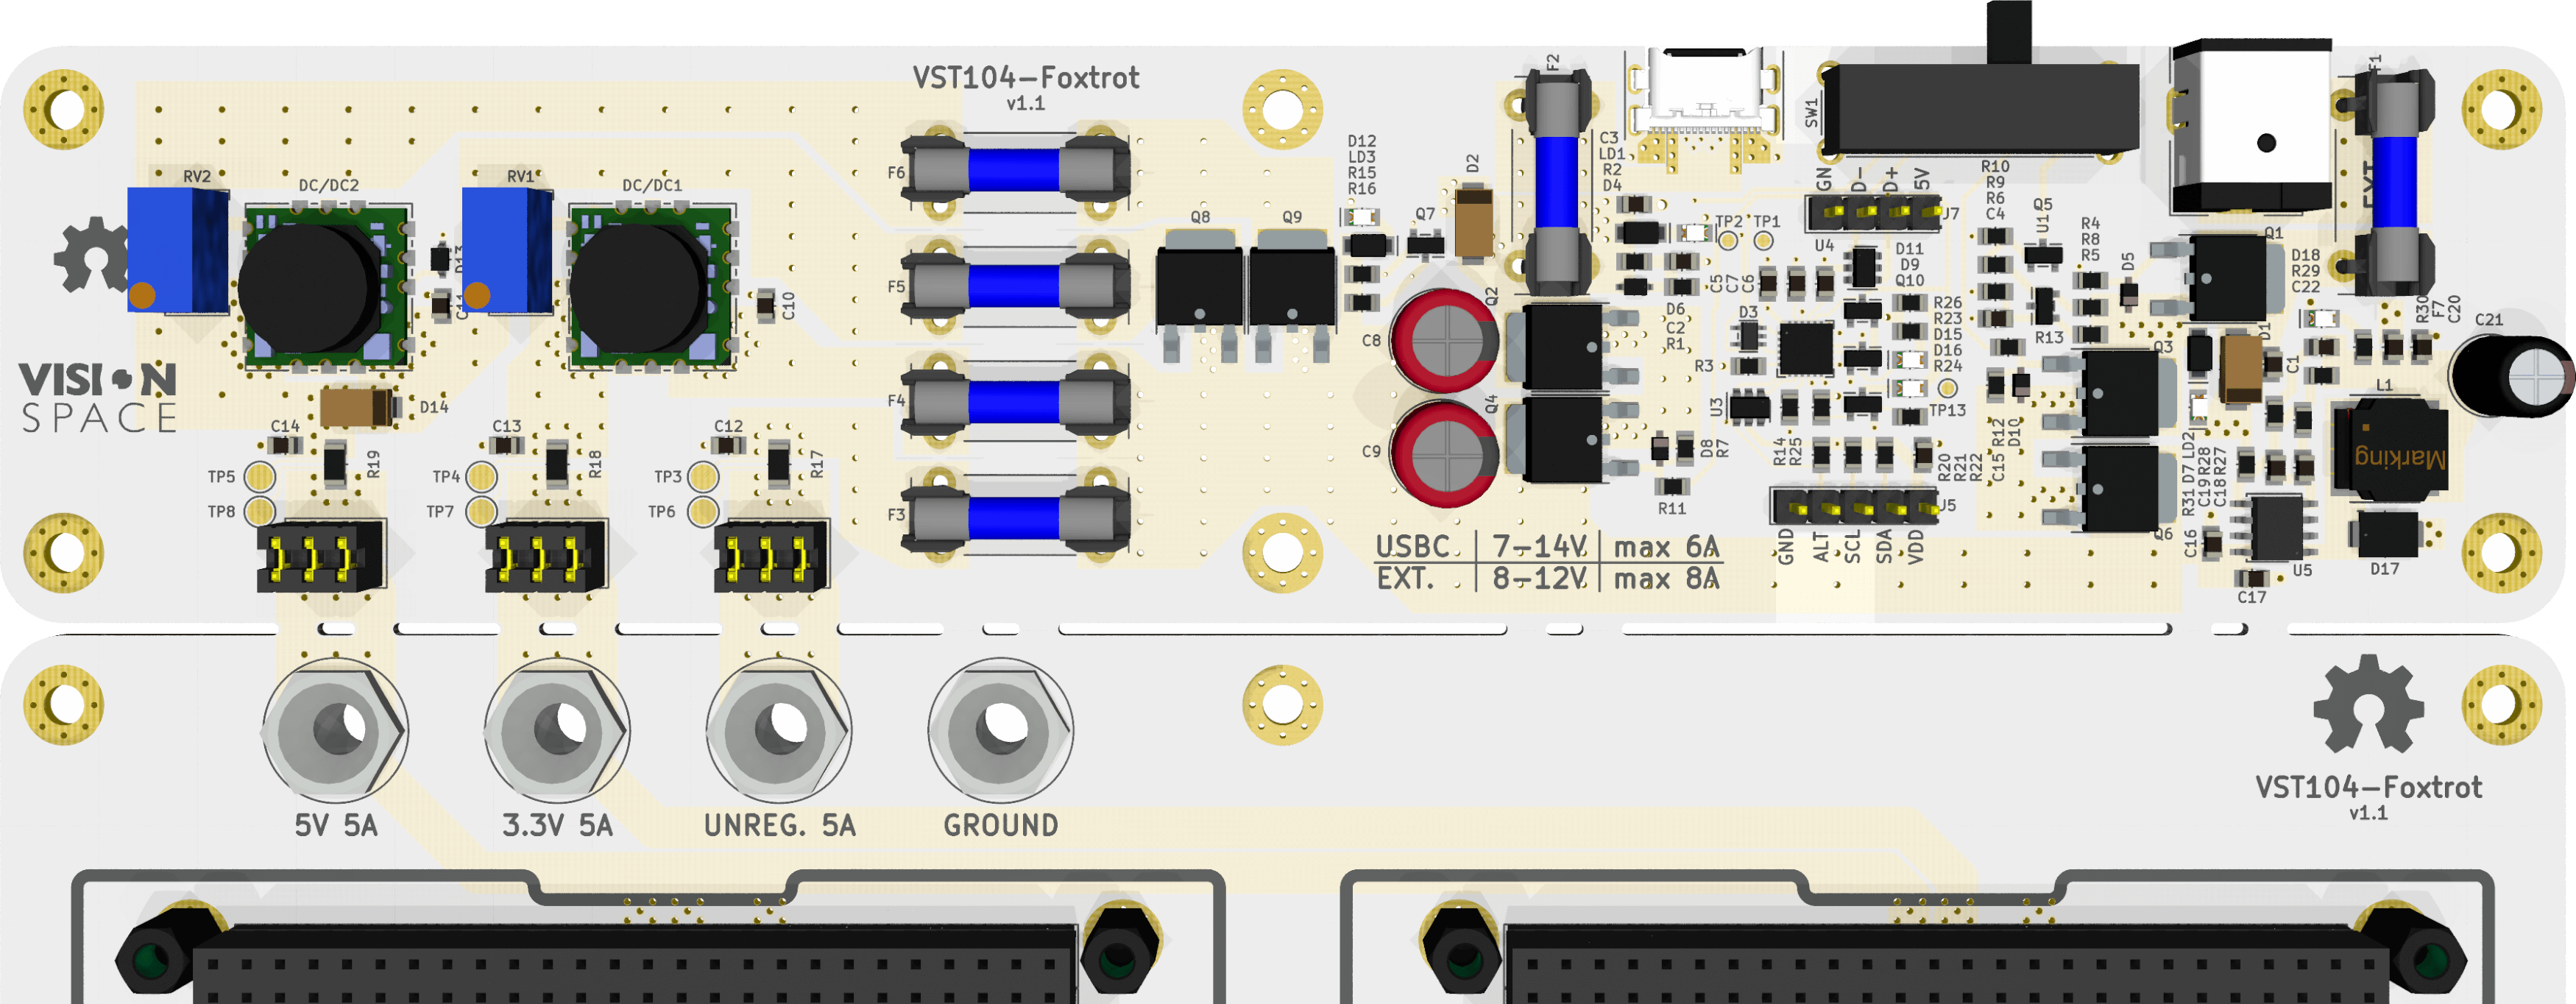 VST104-Foxtrot
v1.1
F2
SW1
F1
EXT
D12
LD3
R15
R16
D2
C3
LD1
R2
D4
GN
D-
D+
5V
J7
R10
R9
R6
C4
Q5
U1
R4
R8
R5
Q1
D18
R29
C22
RV2
DC/DC2
RV1
DC/DC1
F6
F5
F4
F3
Q8
Q9
Q7
TP2
TP1
U4
D11
D9
Q10
D5
D13
C11
C10
Q2
C8
Q4
C9
C5
C7
C6
D6
C2
R1
D3
R3
U3
R26
R23
D15
D16
R24
TP13
R13
Q3
D1
C1
R30
F7
C20
C21
L1
Marking
VISION
SPACE
D14
C14
R19
C13
R18
C12
R17
TP5
TP8
TP4
TP7
TP3
TP6
D8
R7
R11
R14
R25
R20
R21
R22
C15
R12
D10
LD2
D7
R31
R28
C19
R27
C18
J5
GND
ALT
SCL
SDA
VDD
Q6
C16
U5
C17
D17
USBC | 7-14V | max 6A
EXT. | 8-12V | max 8A
5V 5A
3.3V 5A
UNREG. 5A
GROUND
VST104-Foxtrot
v1.1